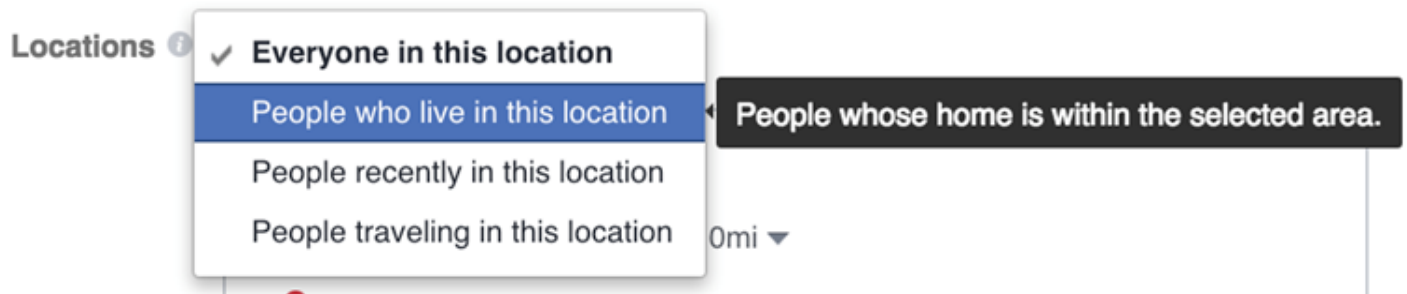 Locations
Everyone in this location
People who live in this location
People whose home is within the selected area.
People recently in this location
People traveling in this location
0mi